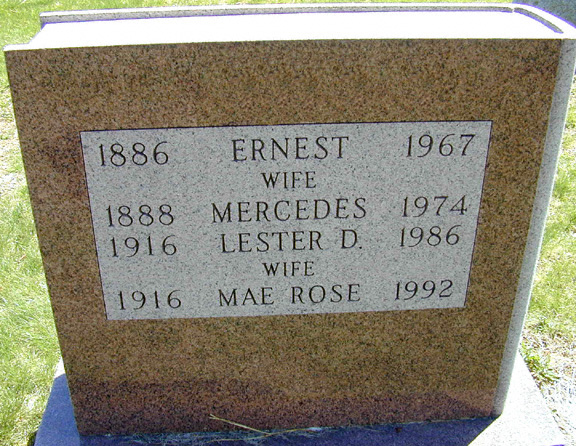 1886 ERNEST 1967
WIFE
1888 MERCEDES 1974
1916 LESTER D. 1986
WIFE
1916 MAE ROSE 1992